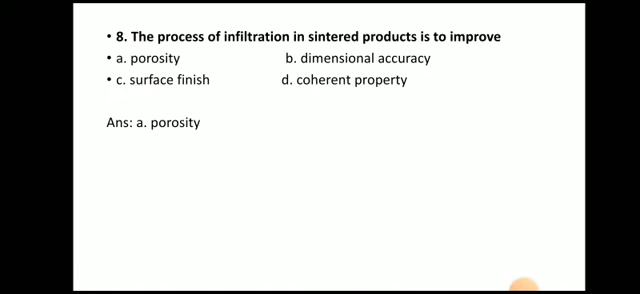 • 8. The process of infiltration in sintered products is to improve
• a. porosity b. dimensional accuracy
• c. surface finish d. coherent property
Ans: a. porosity